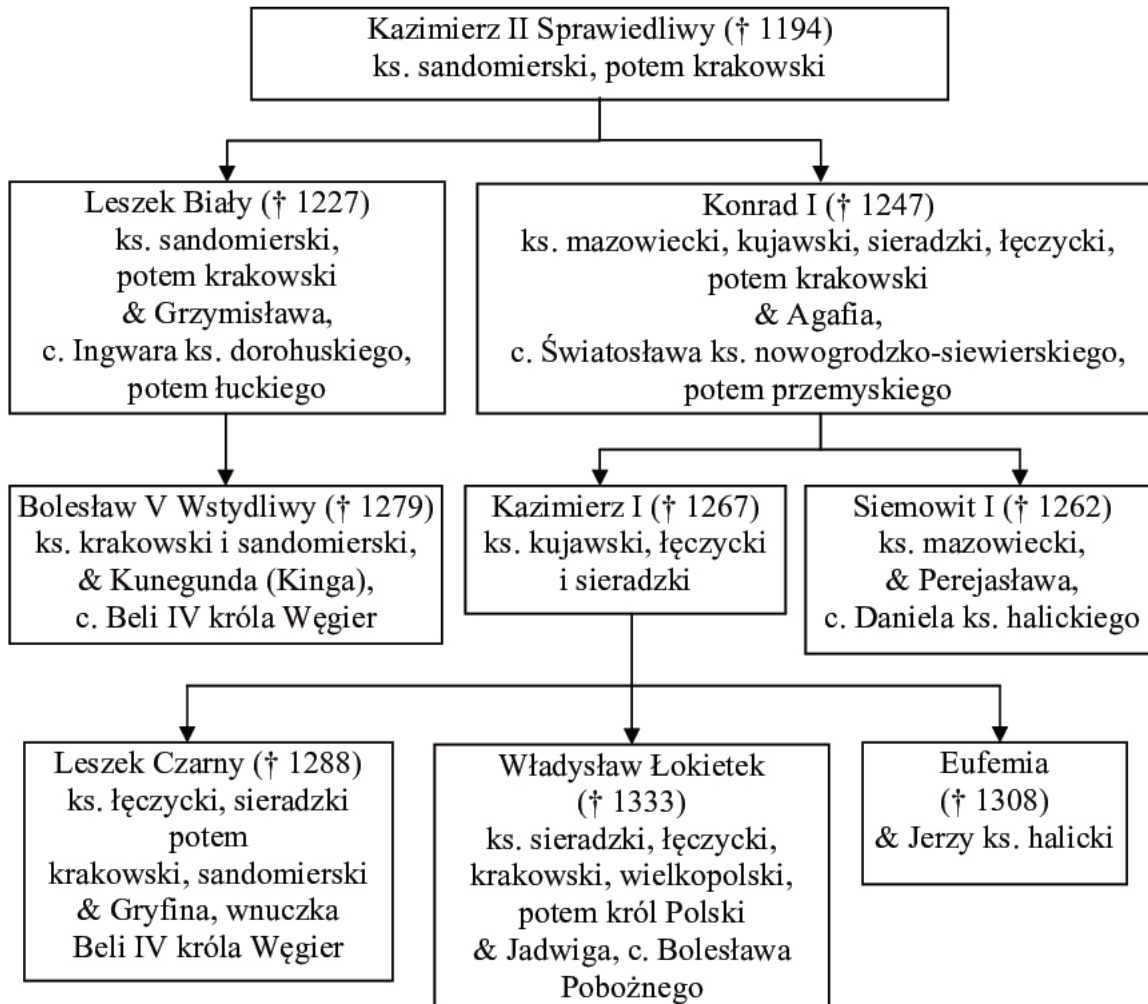 Kazimierz II Sprawiedliwy († 1194)
ks. sandomierski, potem krakowski
Leszek Biały († 1227)
ks. sandomierski,
potem krakowski
& Grzymisława,
c. Ingwara ks. dorohuskiego,
potem łuckiego
Konrad I († 1247)
ks. mazowiecki, kujawski, sieradzki, łęczycki,
potem krakowski
& Agafia,
c. Światosława ks. nowogrodzko-siewierskiego,
potem przemyskiego
Bolesław V Wstydliwy († 1279)
ks. krakowski i sandomierski,
& Kunegunda (Kinga),
c. Beli IV króla Węgier
Kazimierz I († 1267)
ks. kujawski, łęczycki
i sieradzki
Siemowit I († 1262)
ks. mazowiecki,
& Perejasława,
c. Daniela ks. halickiego
Leszek Czarny († 1288)
ks. łęczycki, sieradzki
potem
krakowski, sandomierski
& Gryfina, wnuczka
Beli IV króla Węgier
Władysław Łokietek
(† 1333)
ks. sieradzki, łęczycki,
krakowski, wielkopolski,
potem król Polski
& Jadwiga, c. Bolesława
Pobożnego
Eufemia
(† 1308)
& Jerzy ks. halicki